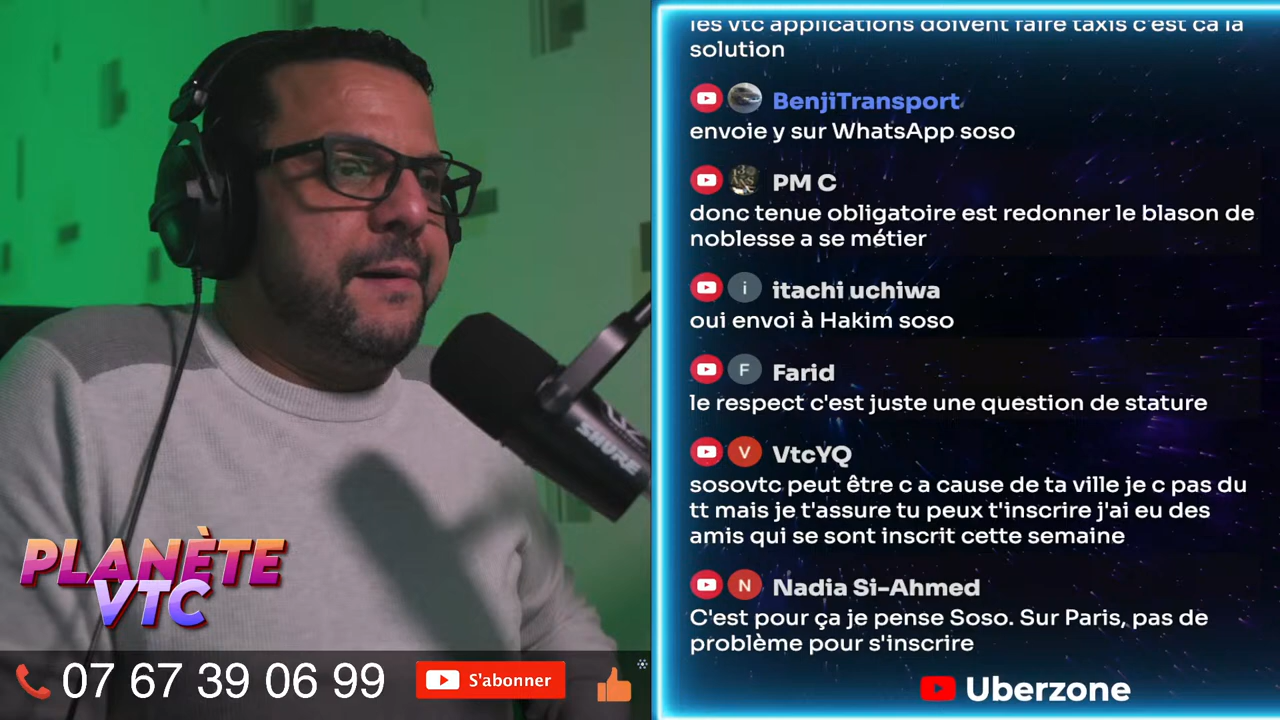 les vtc applications doivent faire taxis c'est ca la
solution
BenjiTransport
envoie y sur WhatsApp soso
PM C
donc tenue obligatoire est redonner le blason de
noblesse a se métier
i
itachi uchiwa
oui envoi à Hakim soso
F
Farid
le respect c'est juste une question de stature
V
VtcYQ
sosovtc peut être c a cause de ta ville je c pas du
tt mais je t'assure tu peux t'inscrire j'ai eu des
amis qui se sont inscrit cette semaine
N
Nadia Si-Ahmed
C'est pour ça je pense Soso. Sur Paris, pas de
problème pour s'inscrire
Uberzone
SHURE
PLANÈTE
VTC
07 67 39 06 99
S'abonner